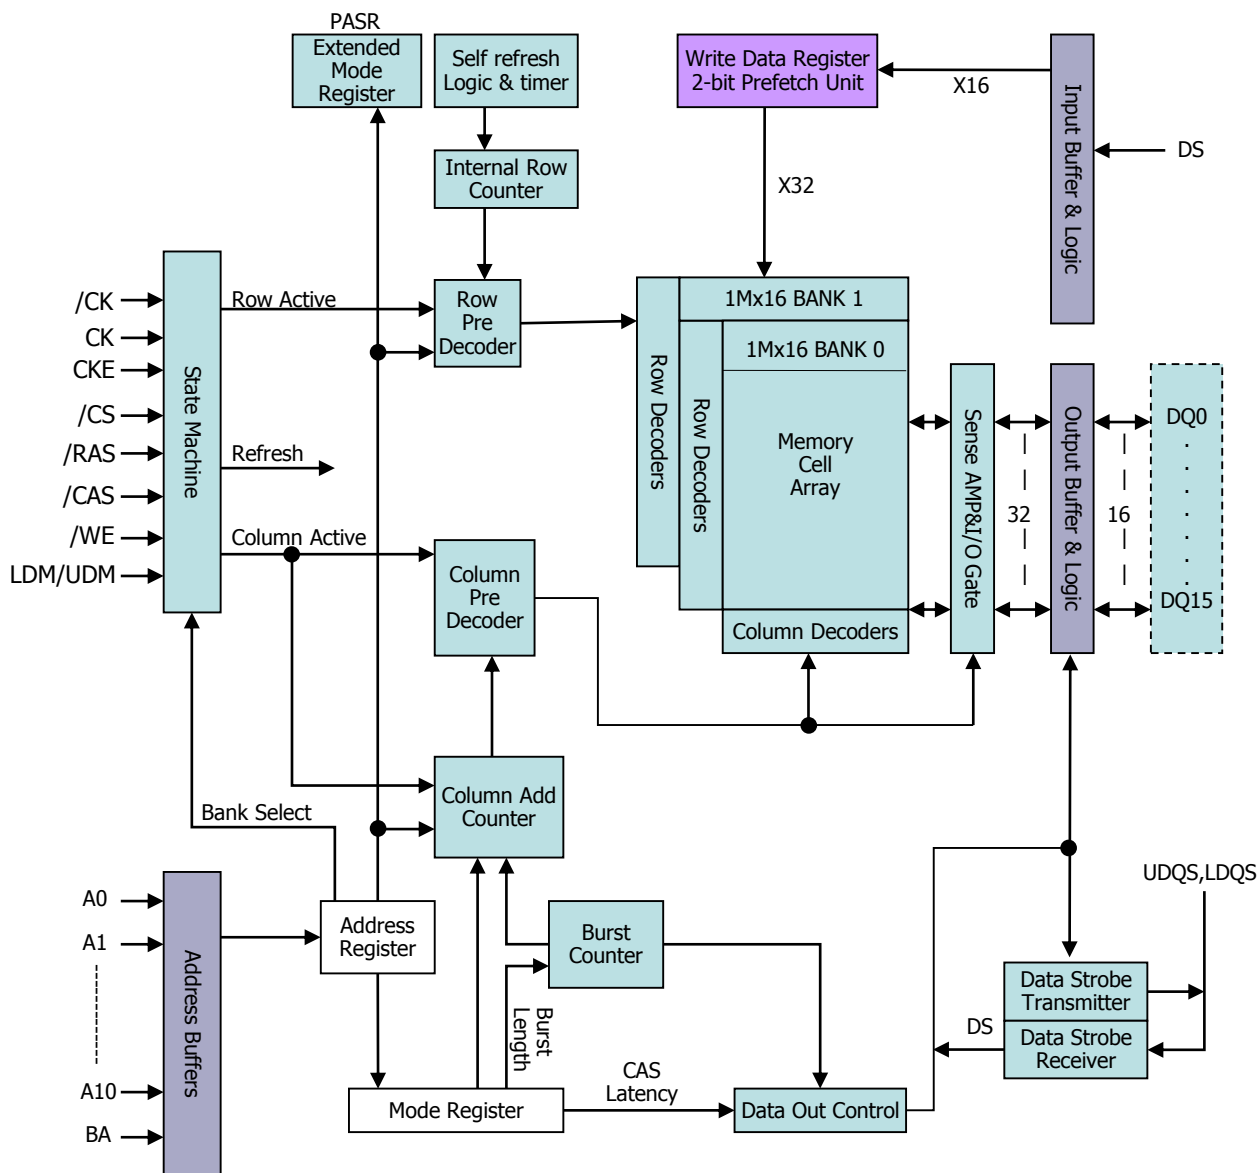 PASR
Extended
Mode
Register
Self refresh
Logic & timer
Write Data Register
2-bit Prefetch Unit
X16
Input Buffer & Logic
DS
Internal Row
Counter
X32
/CK
CK
CKE
/CS
/RAS
/CAS
/WE
LDM/UDM
State Machine
Row Active
Refresh
Column Active
Row
Pre
Decoder
Row Decoders
Row Decoders
1Mx16 BANK 1
1Mx16 BANK 0
Memory
Cell
Array
Column Decoders
Sense AMP&I/O Gate
32
Output Buffer & Logic
16
DQ0
.
.
.
.
.
.
DQ15
Column
Pre
Decoder
Column Add
Counter
Bank Select
A0
A1
A10
BA
Address Buffers
Address
Register
Burst
Counter
Burst
Length
Mode Register
CAS
Latency
Data Out Control
UDQS,LDQS
Data Strobe
Transmitter
DS
Data Strobe
Receiver